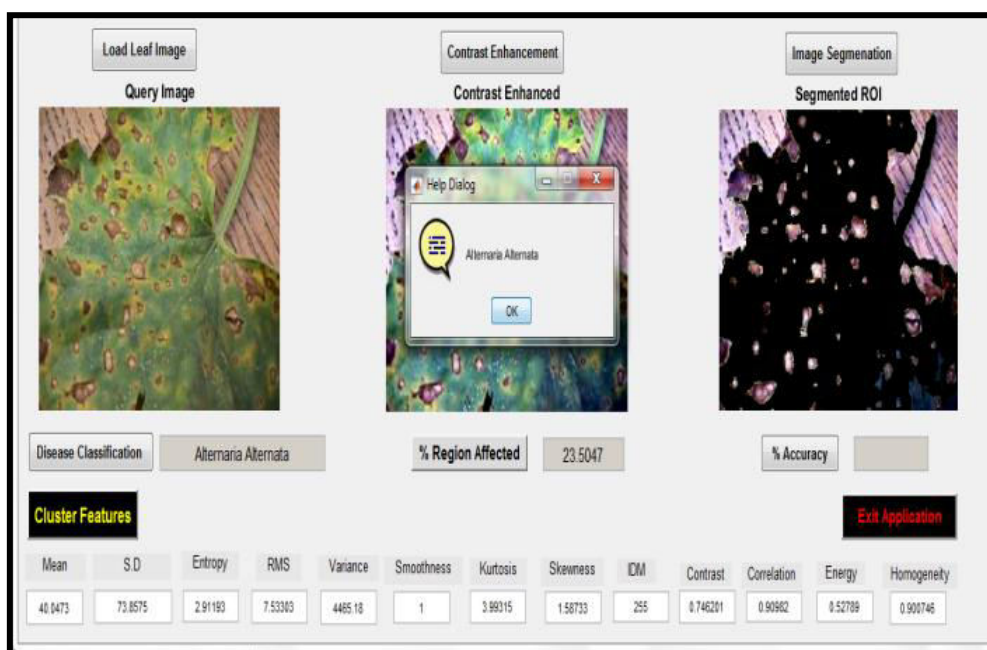 Load Leaf Image
Contrast Enhancement
Image Segmenation
Query Image
Contrast Enhanced
Segmented ROI
Help Dialog
Alternaria Alternata
OK
Disease Classification
Alternaria Alternata
% Region Affected
23.5047
% Accuracy
Cluster Features
Exit Application
Mean S.D Entropy RMS Variance Smoothness Kurtosis Skewness IDM Contrast Correlation Energy Homogeneity
40.0473 73.8575 2.91193 7.53303 4465.18 1 3.99315 1.58733 255 0.746201 0.90982 0.52789 0.900746